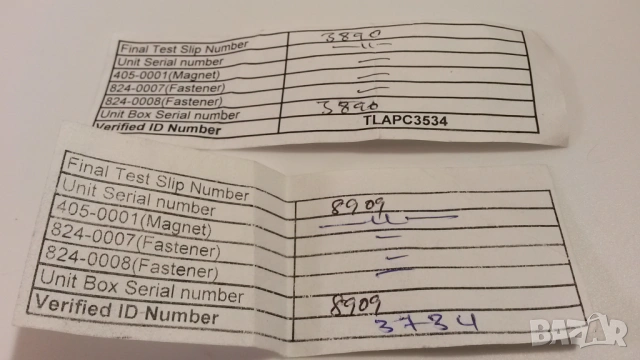 Final Test Slip Number 3890
Unit Serial number —〃—
405-0001(Magnet)
824-0007(Fastener)
824-0008(Fastener)
Unit Box Serial number 3890
Verified ID Number TLAPC3534
Final Test Slip Number 8909
Unit Serial number —〃—
405-0001(Magnet)
824-0007(Fastener)
824-0008(Fastener)
Unit Box Serial number 8909
Verified ID Number 3734
BAZAR